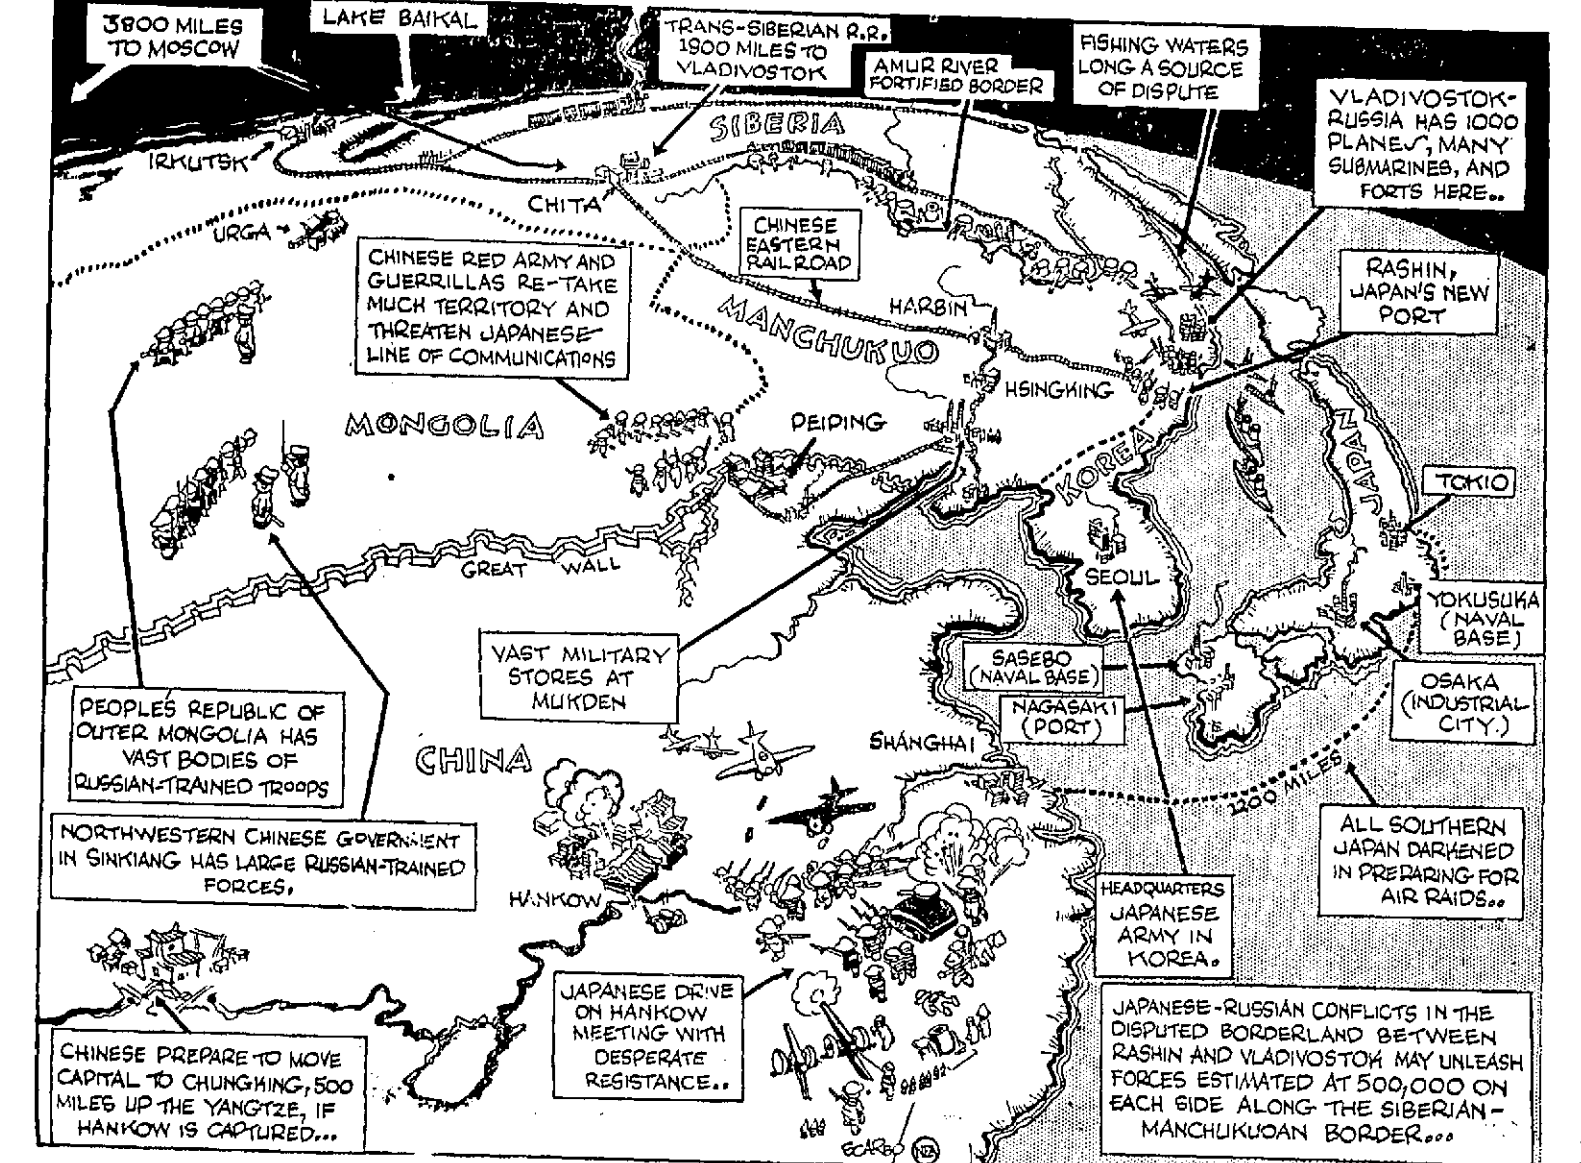 3800 MILES
TO MOSCOW
LAKE BAIKAL
TRANS-SIBERIAN R.R.
1900 MILES TO
VLADIVOSTOK
AMUR RIVER
FORTIFIED BORDER
FISHING WATERS
LONG A SOURCE
OF DISPUTE
VLADIVOSTOK-
RUSSIA HAS 1000
PLANES, MANY
SUBMARINES, AND
FORTS HERE..
SIBERIA
IRKUTSK
CHITA
URGA
CHINESE RED ARMY AND
GUERRILLAS RE-TAKE
MUCH TERRITORY AND
THREATEN JAPANESE
LINE OF COMMUNICATIONS
CHINESE
EASTERN
RAILROAD
HARBIN
MANCHUKUO
RASHIN,
JAPAN'S NEW
PORT
HSINGKING
MONGOLIA
PEIPING
KOREA
JAPAN
TOKIO
GREAT WALL
SEOUL
YOKUSUKA
(NAVAL
BASE)
VAST MILITARY
STORES AT
MUKDEN
SASEBO
(NAVAL BASE)
NAGASAKI
(PORT)
OSAKA
(INDUSTRIAL
CITY.)
PEOPLE'S REPUBLIC OF
OUTER MONGOLIA HAS
VAST BODIES OF
RUSSIAN-TRAINED TROOPS
CHINA
SHANGHAI
1200 MILES
NORTHWESTERN CHINESE GOVERNMENT
IN SINKIANG HAS LARGE RUSSIAN-TRAINED
FORCES.
ALL SOUTHERN
JAPAN DARKENED
IN PREPARING FOR
AIR RAIDS..
HANKOW
HEADQUARTERS
JAPANESE
ARMY IN
KOREA.
JAPANESE DRIVE
ON HANKOW
MEETING WITH
DESPERATE
RESISTANCE..
JAPANESE-RUSSIAN CONFLICTS IN THE
DISPUTED BORDERLAND BETWEEN
RASHIN AND VLADIVOSTOK MAY UNLEASH
FORCES ESTIMATED AT 500,000 ON
EACH SIDE ALONG THE SIBERIAN-
MANCHUKUOAN BORDER...
CHINESE PREPARE TO MOVE
CAPITAL TO CHUNGKING, 500
MILES UP THE YANGTZE, IF
HANKOW IS CAPTURED...
SCARBO
NEA